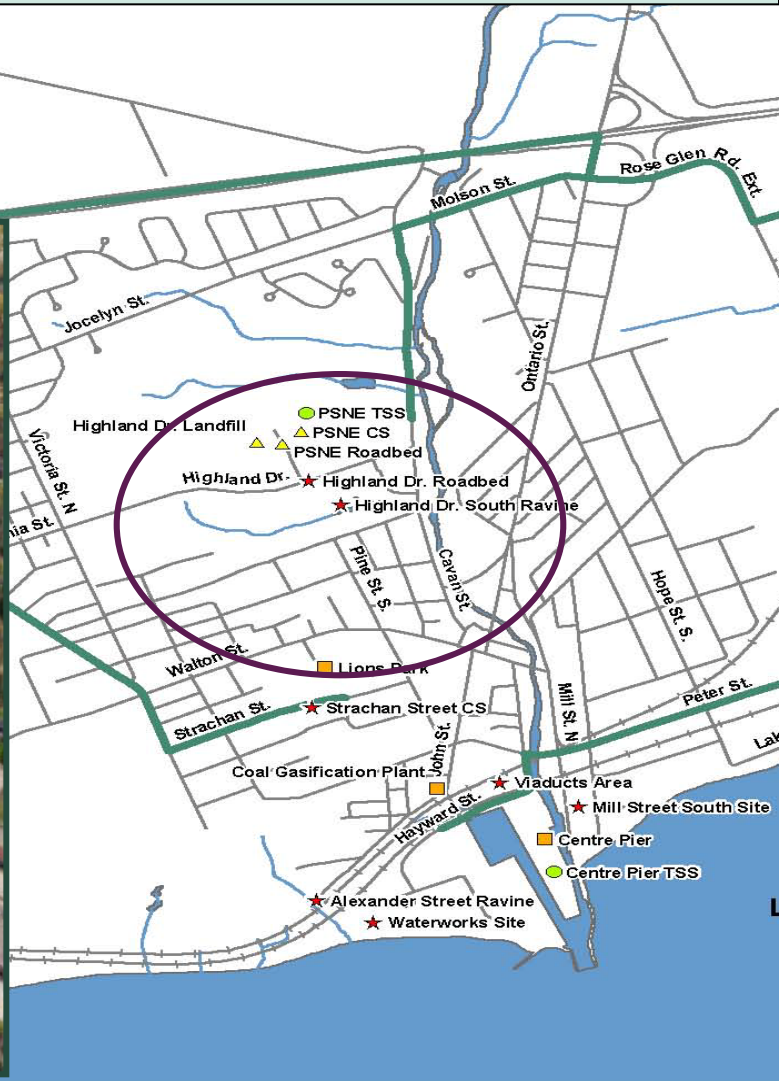 Rose Glen Rd. Ext.
Molson St.
Jocelyn St.
Ontario St.
PSNE TSS
Highland Dr. Landfill
PSNE CS
PSNE Roadbed
Victoria St. N
Highland Dr.
Highland Dr. Roadbed
Highland Dr. South Ravine
nia St.
Pine St. S.
Cavan St.
Hope St. S.
Walton St.
Lions Park
Mill St. N
Peter St.
Strachan St.
Strachan Street CS
John St.
Lak
Coal Gasification Plant
Viaducts Area
Hayward St.
Mill Street South Site
Centre Pier
Centre Pier TSS
Alexander Street Ravine
L
Waterworks Site